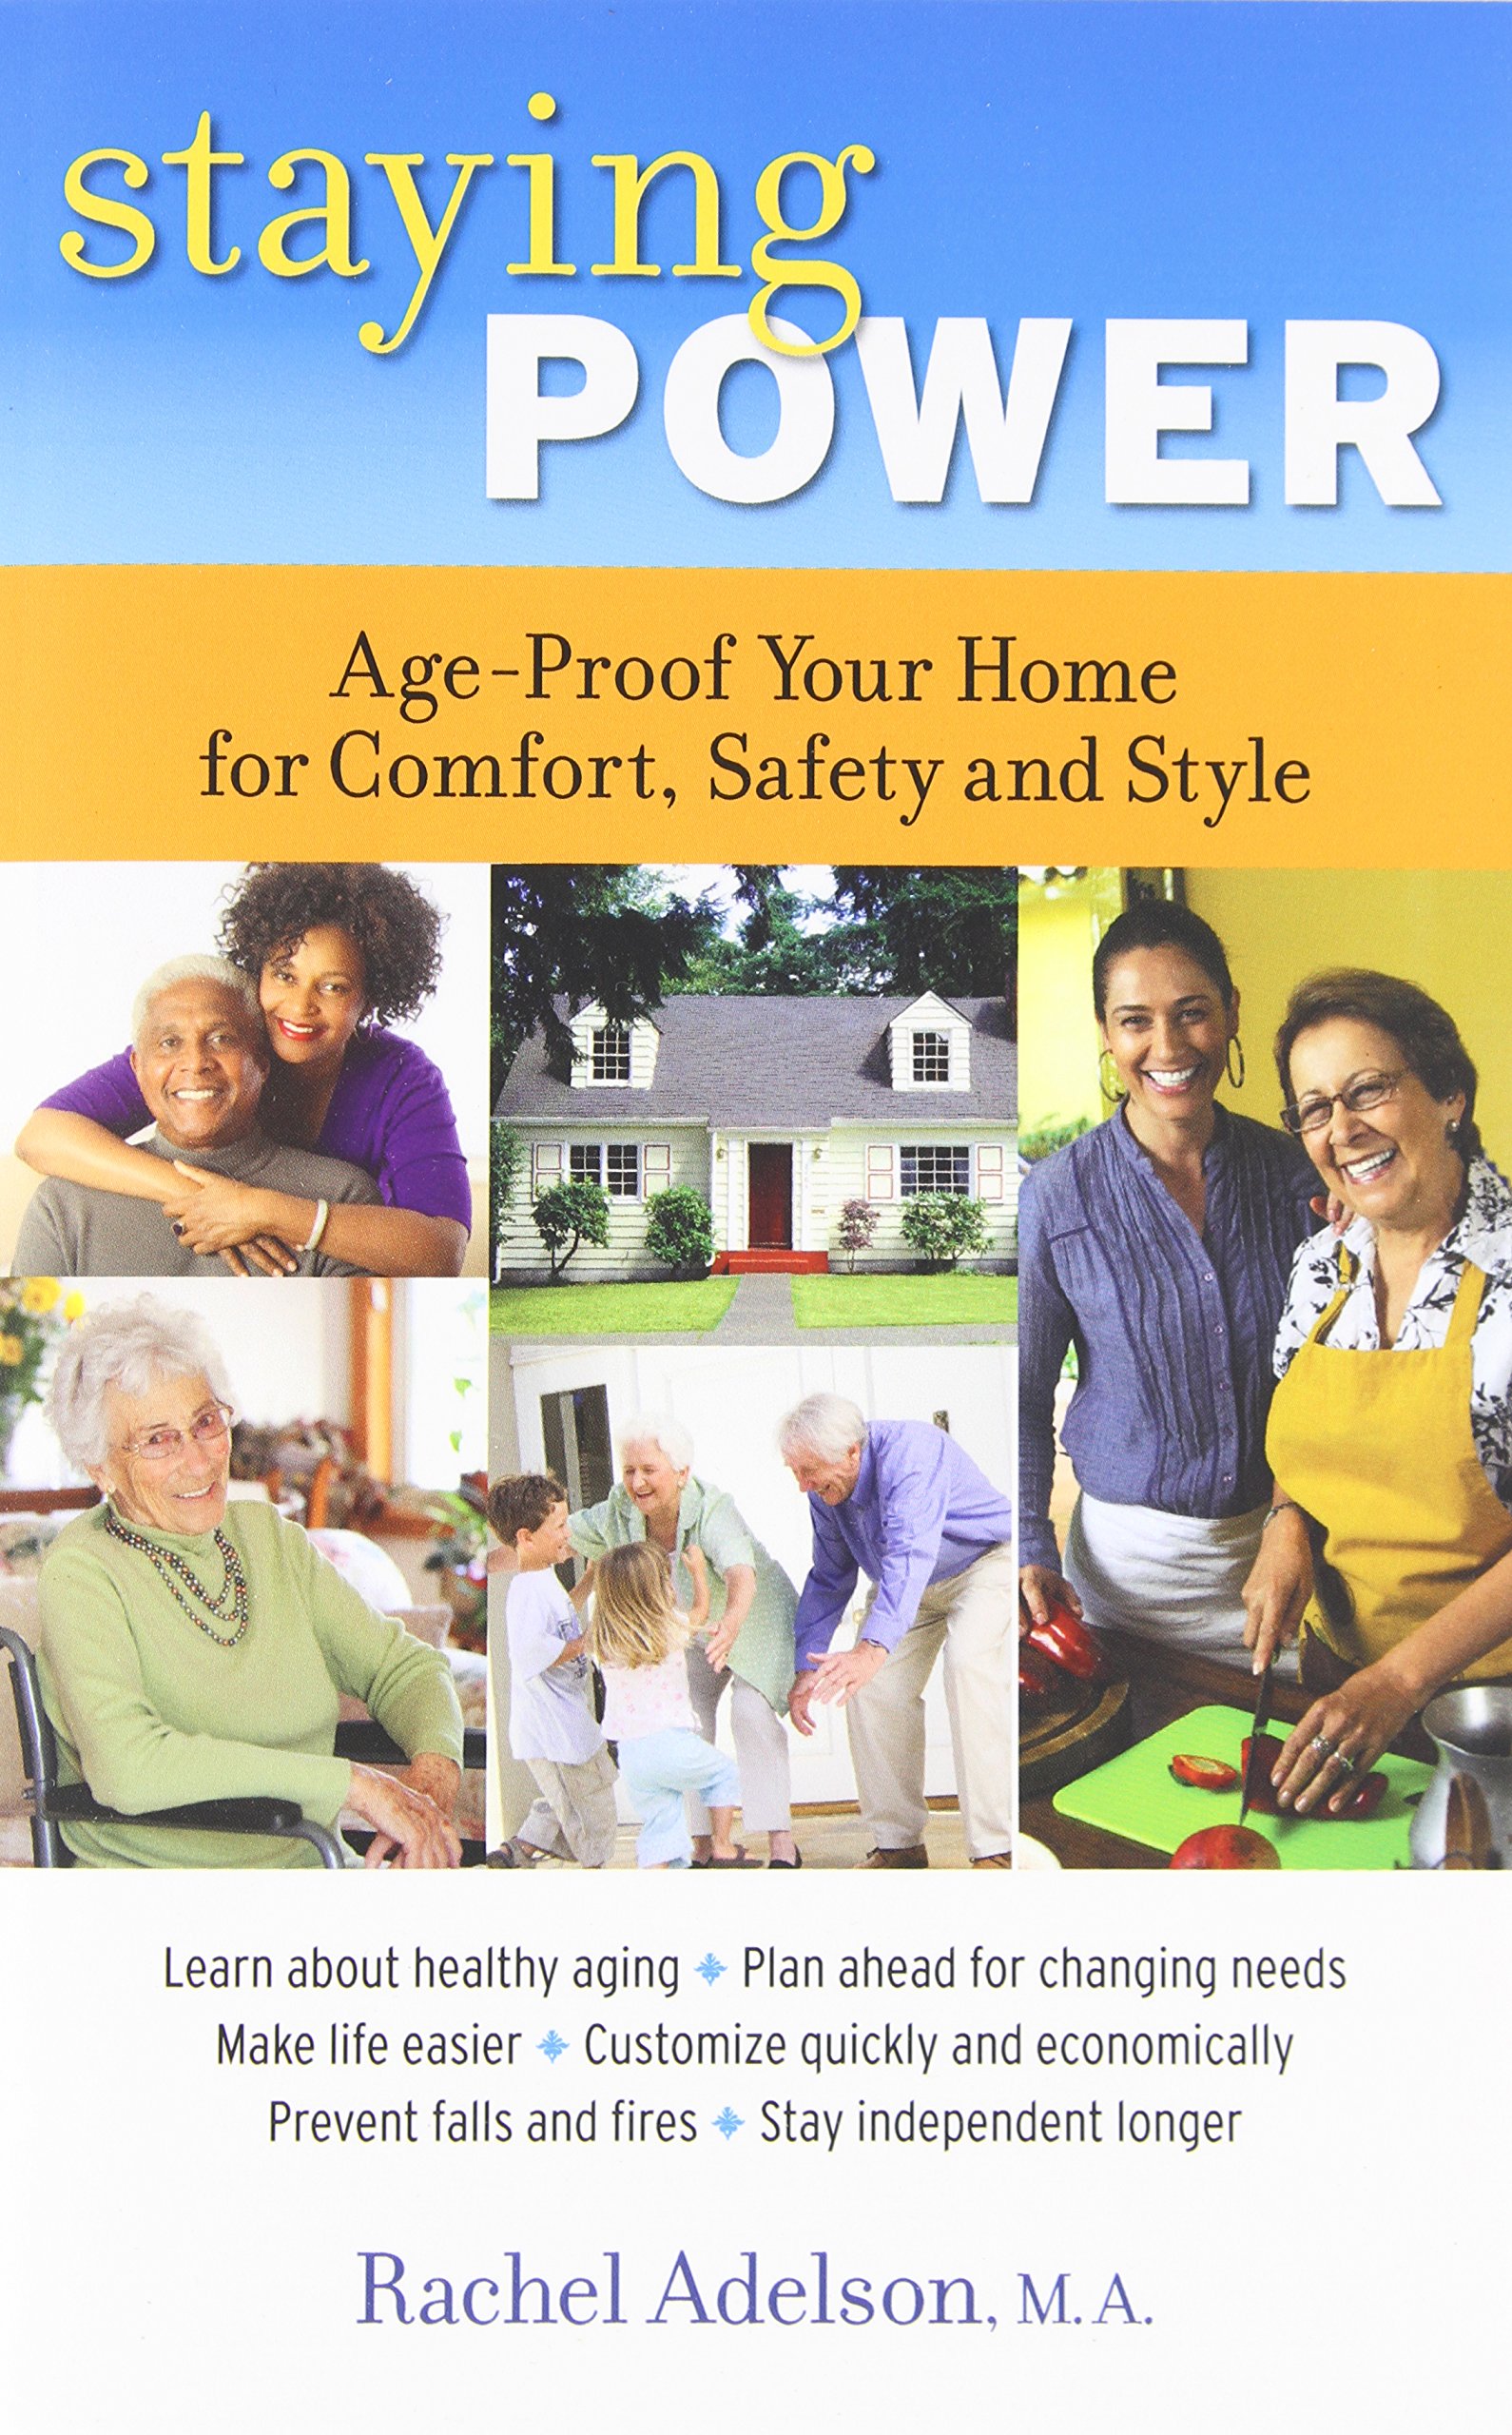 staying
POWER
Age-Proof Your Home
for Comfort, Safety and Style
Learn about healthy aging Plan ahead for changing needs
Make life easier Customize quickly and economically
Prevent falls and fires Stay independent longer
Rachel Adelson, M.A.